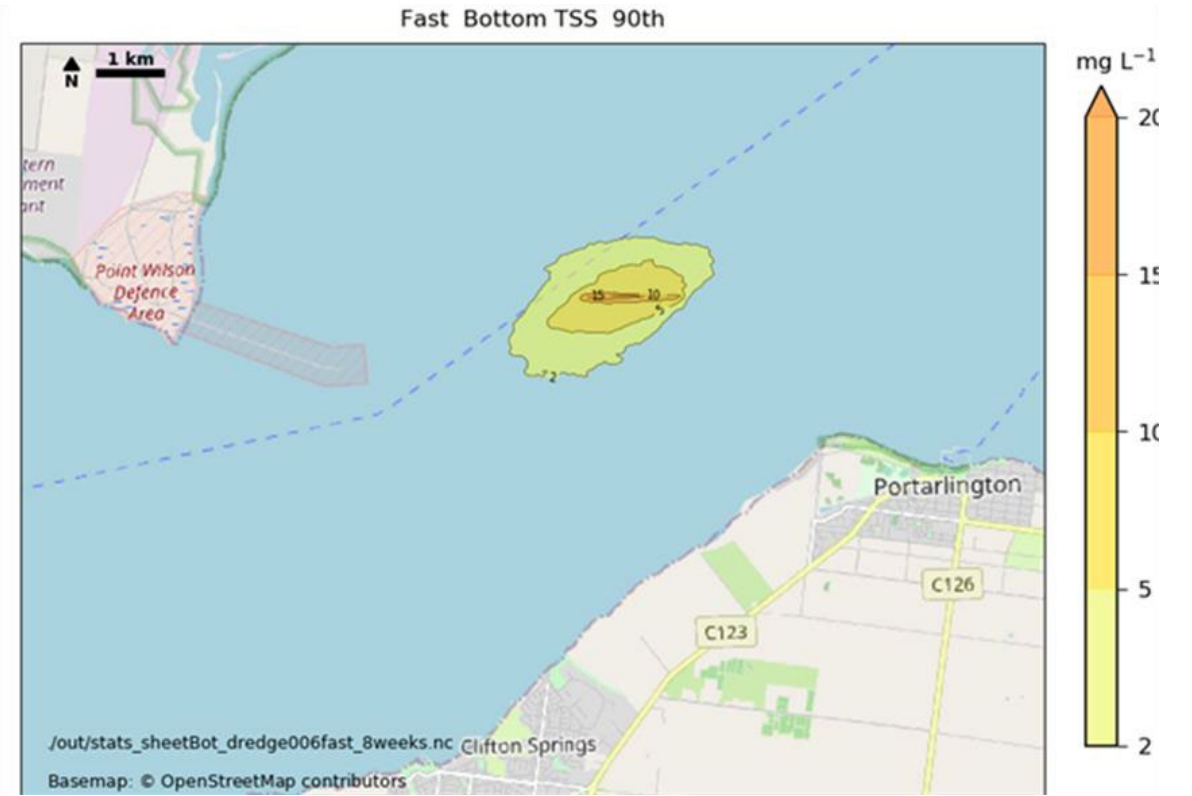 Fast Bottom TSS 90th
1 km
N
mg L⁻¹
20
15
10
5
2
tern
ment
ant
Point Wilson
Defence
Area
15
10
5
2
Portarlington
C126
C123
Clifton Springs
./out/stats_sheetBot_dredge006fast_8weeks.nc
Basemap: © OpenStreetMap contributors